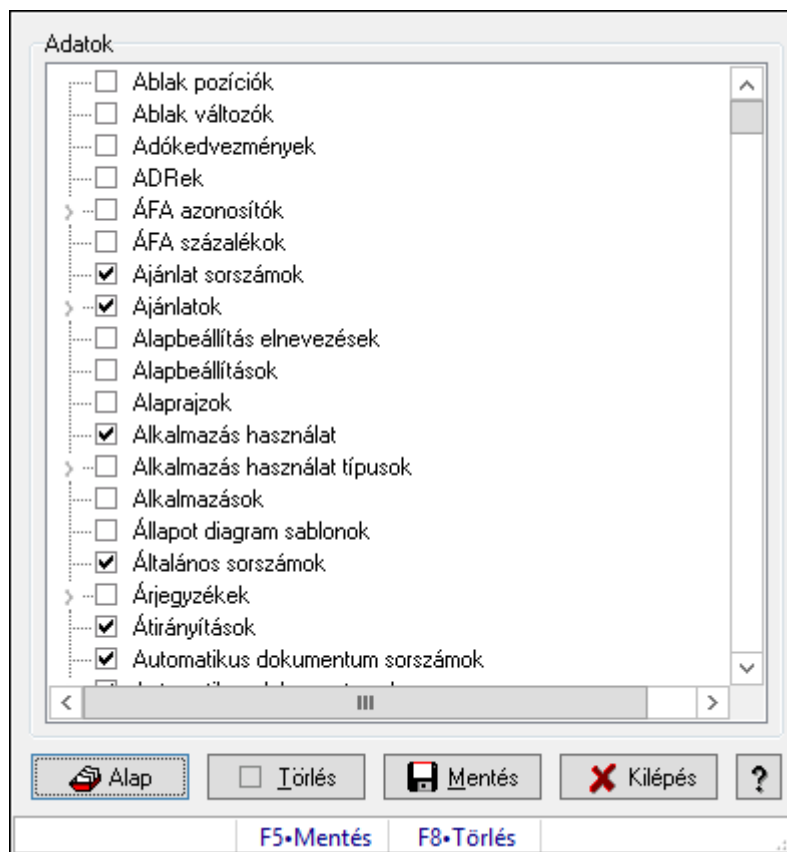 Adatok
Ablak pozíciók
Ablak változók
Adókedvezmények
ADRek
ÁFA azonosítók
ÁFA százalékok
Ajánlat sorszámok
Ajánlatok
Alapbeállítás elnevezések
Alapbeállítások
Alaprajzok
Alkalmazás használat
Alkalmazás használat típusok
Alkalmazások
Állapot diagram sablonok
Általános sorszámok
Árjegyzékek
Átirányítások
Automatikus dokumentum sorszámok
Alap Törlés Mentés Kilépés ?
F5•Mentés F8•Törlés